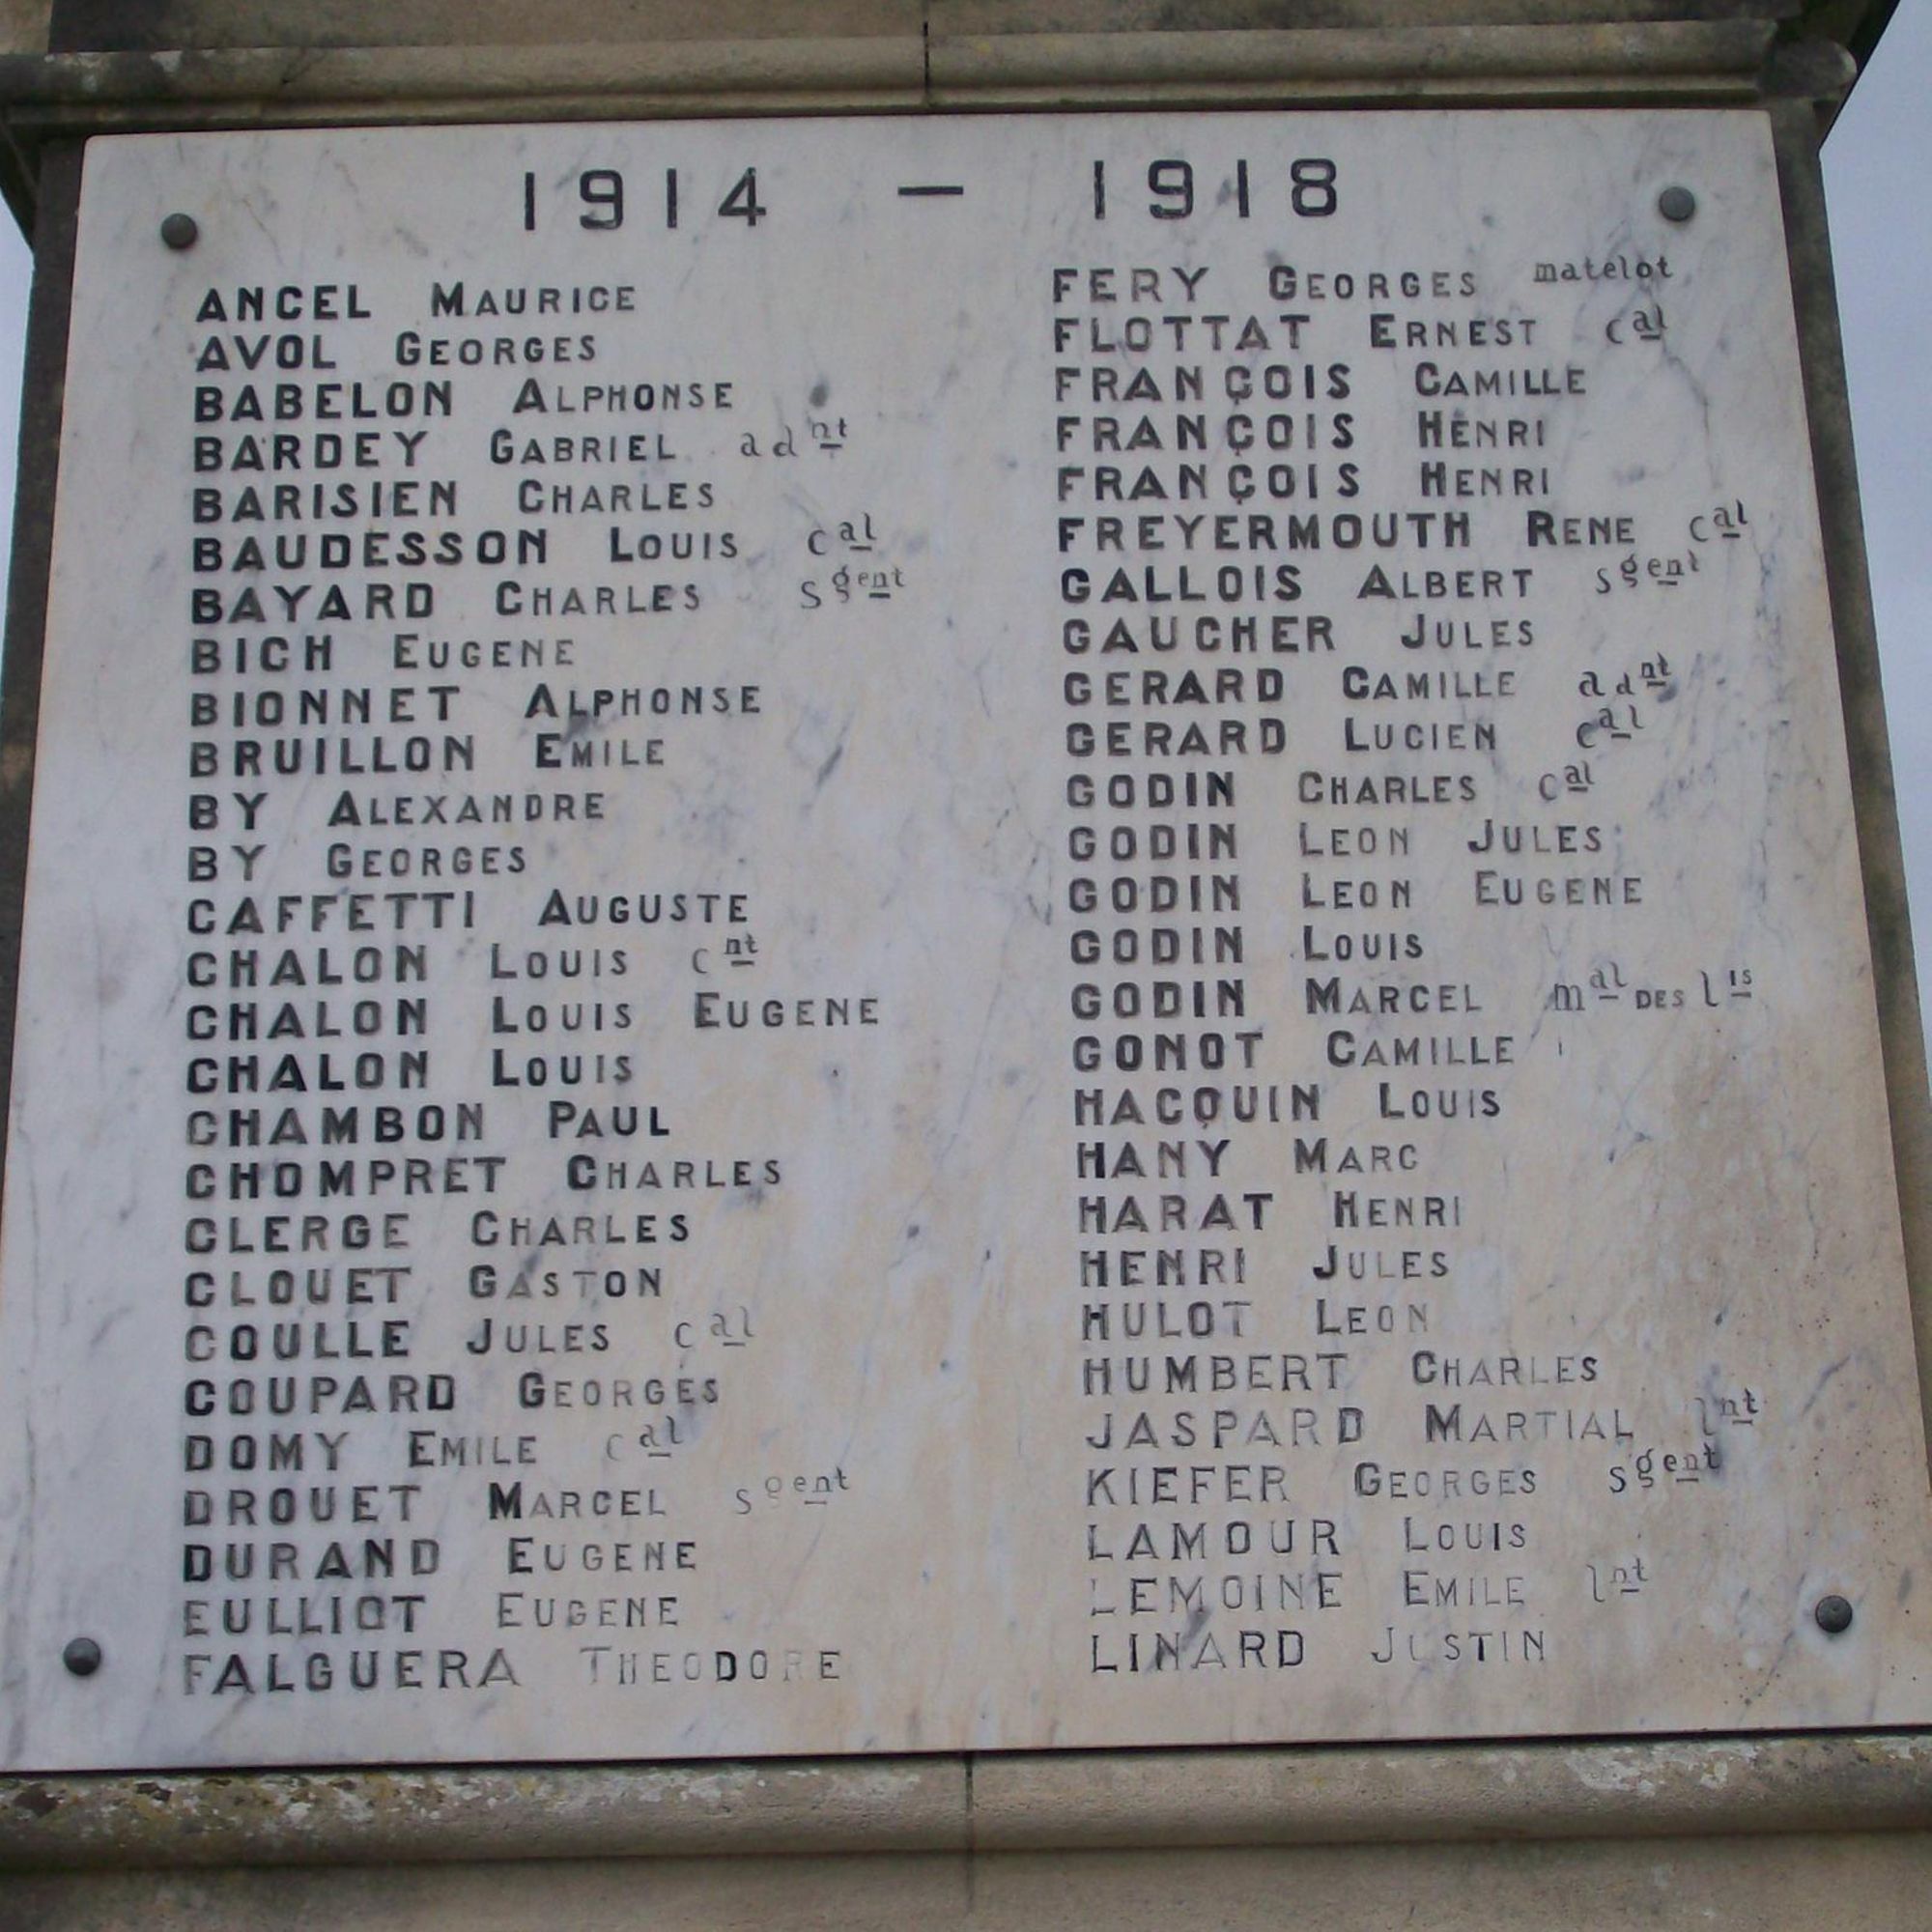 1914 — 1918
ANCEL MAURICE
AVOL GEORGES
BABELON ALPHONSE
BARDEY GABRIEL adnt
BARISIEN CHARLES
BAUDESSON LOUIS cal
BAYARD CHARLES sgent
BICH EUGENE
BIONNET ALPHONSE
BRUILLON EMILE
BY ALEXANDRE
BY GEORGES
CAFFETTI AUGUSTE
CHALON LOUIS cnt
CHALON LOUIS EUGENE
CHALON LOUIS
CHAMBON PAUL
CHOMPRET CHARLES
CLERGE CHARLES
CLOUET GASTON
COULLE JULES cal
COUPARD GEORGES
DOMY EMILE cal
DROUET MARCEL sgent
DURAND EUGENE
EULLIOT EUGENE
FALGUERA THEODORE
FERY GEORGES matelot
FLOTTAT ERNEST cal
FRANÇOIS CAMILLE
FRANÇOIS HENRI
FRANÇOIS HENRI
FREYERMOUTH RENE cal
GALLOIS ALBERT sgent
GAUCHER JULES
GERARD CAMILLE adnt
GERARD LUCIEN cal
GODIN CHARLES cal
GODIN LEON JULES
GODIN LEON EUGENE
GODIN LOUIS
GODIN MARCEL mal DES lis
GONOT CAMILLE
HACQUIN LOUIS
HANY MARC
HARAT HENRI
HENRI JULES
HULOT LEON
HUMBERT CHARLES
JASPARD MARTIAL lnt
KIEFER GEORGES sgent
LAMOUR LOUIS
LEMOINE EMILE lnt
LINARD JUSTIN